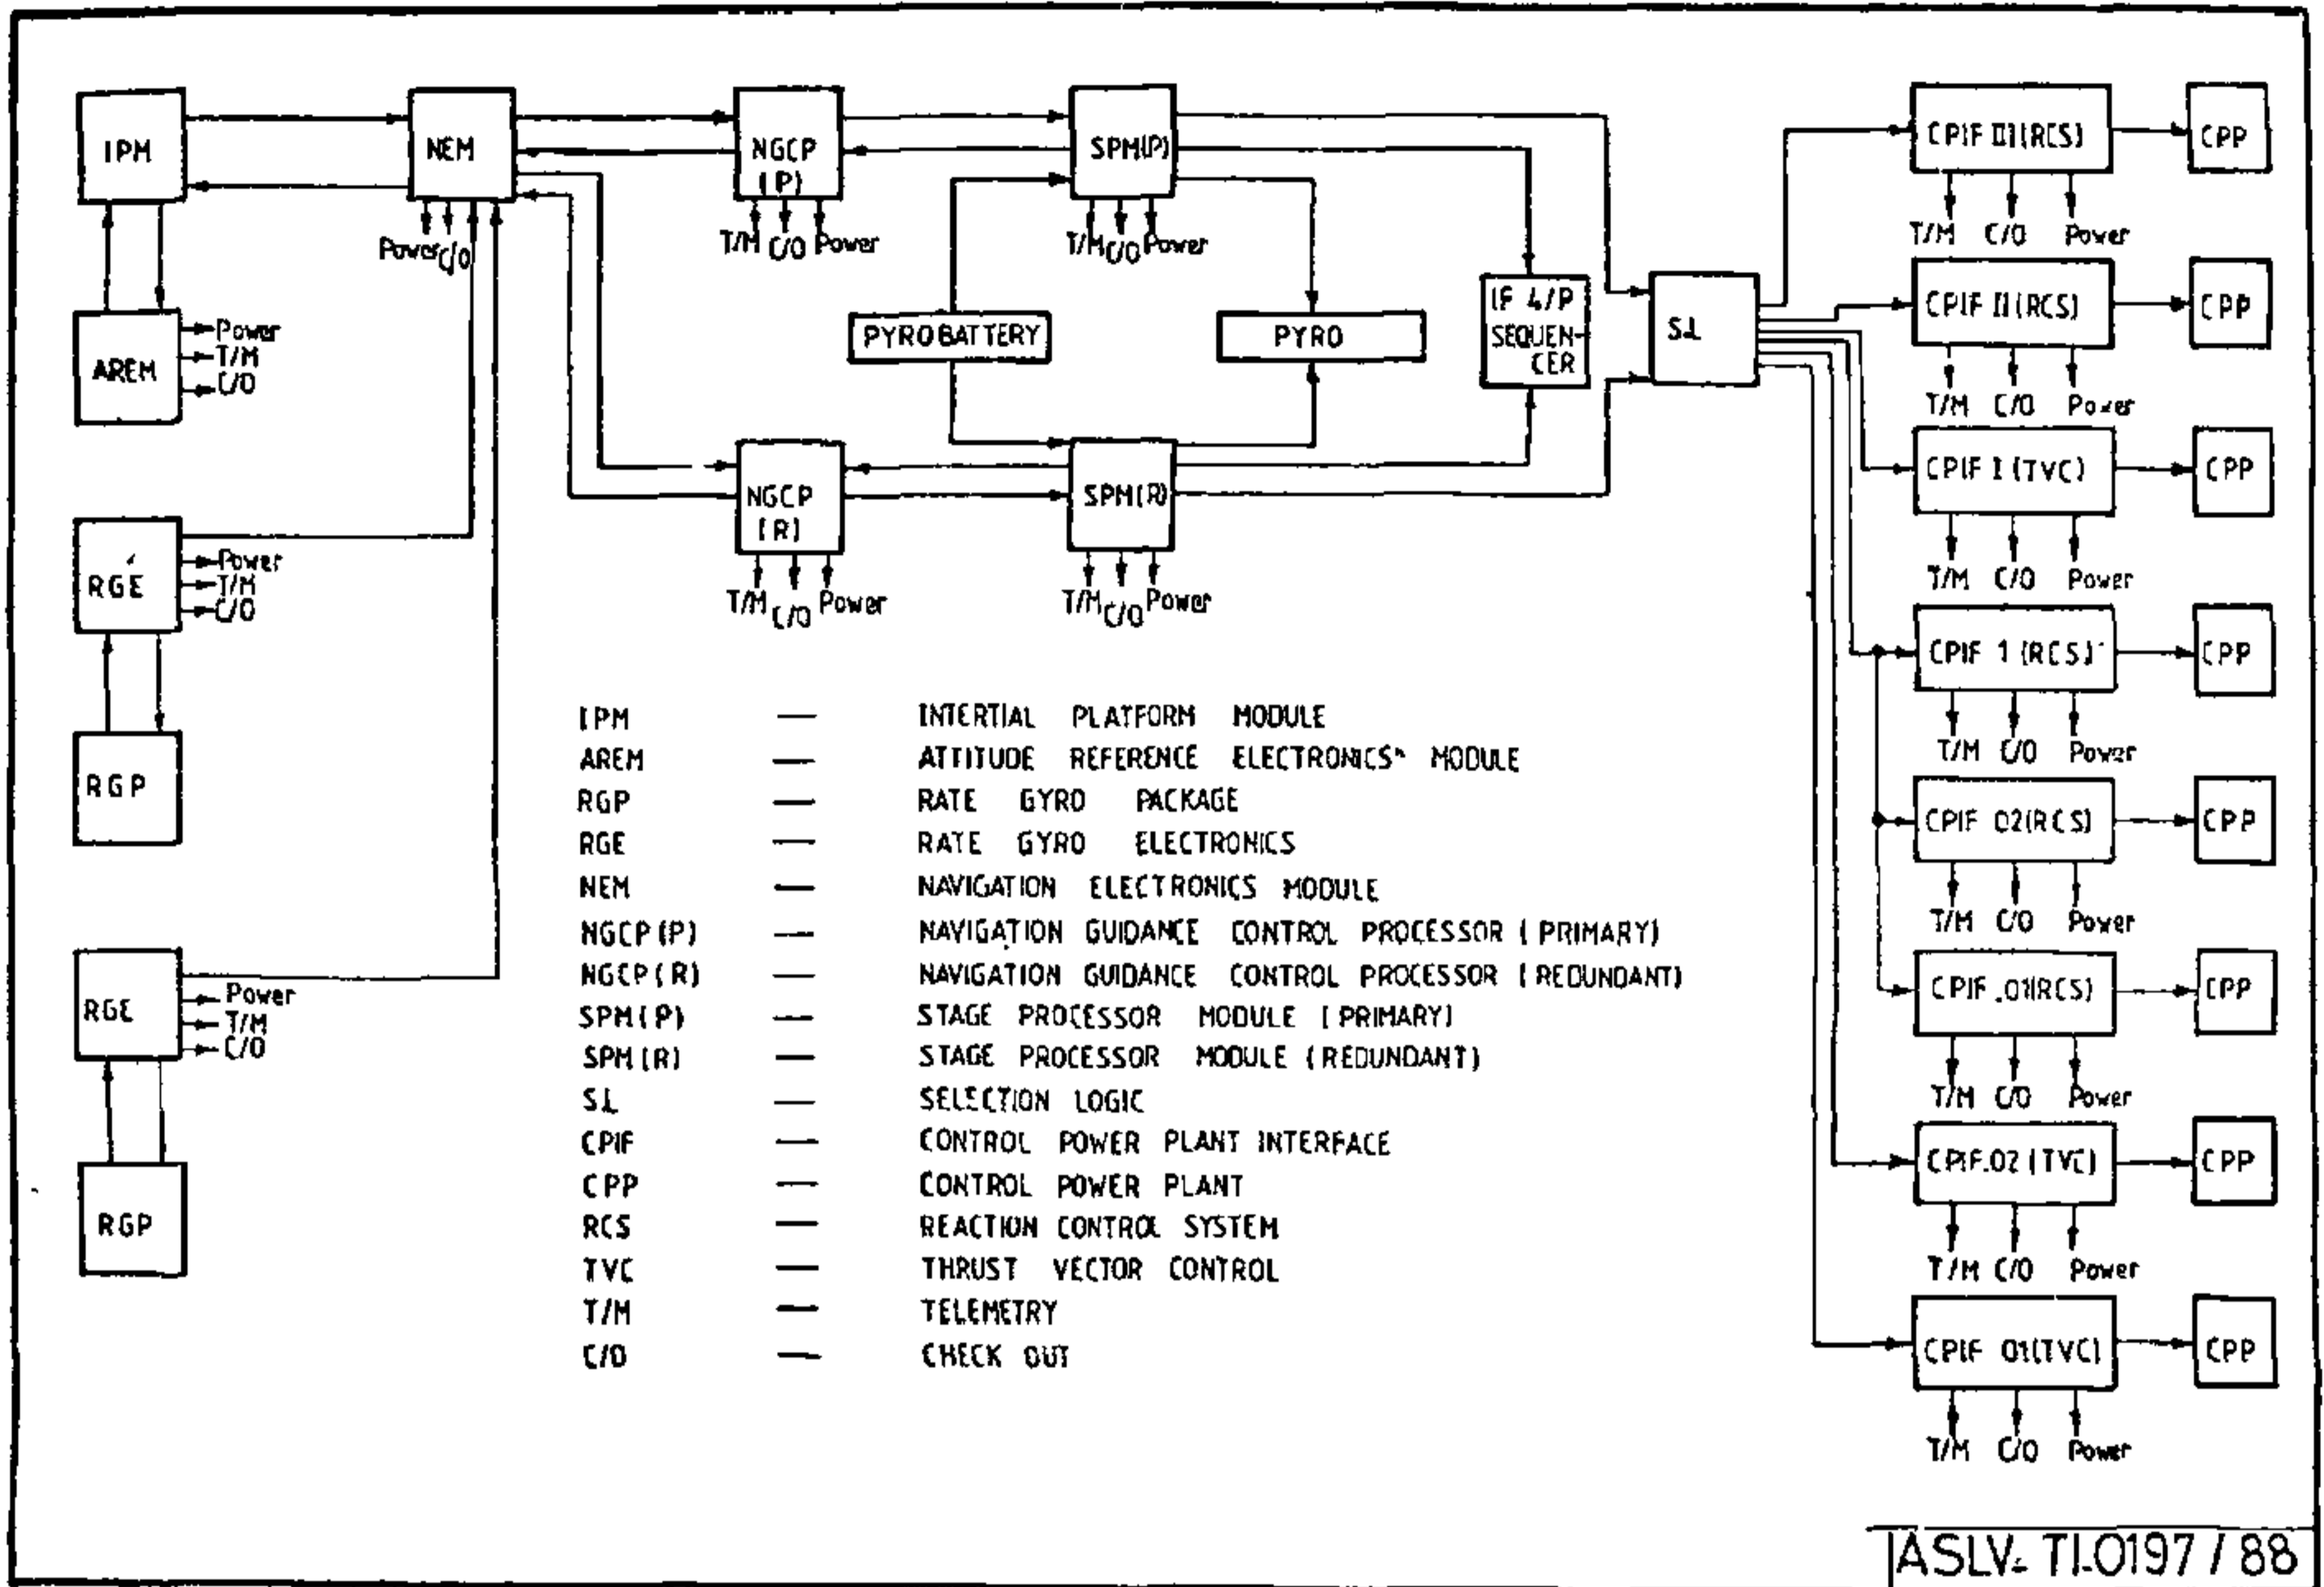 IPM
NEM
NGCP
(P)
SPM(P)
CPIF III(RCS)
CPP
Power
C/O
T/M C/O Power
T/M C/O Power
T/M C/O Power
AREM
Power
T/M
C/O
PYRO BATTERY
PYRO
IF 4/P
SEQUEN-
CER
SL
CPIF II(RCS)
CPP
T/M C/O Power
NGCP
(R)
SPM(R)
CPIF I (TVC)
CPP
T/M C/O Power
RGE
Power
T/M
C/O
T/M C/O Power
T/M C/O Power
CPIF 1 (RCS)
CPP
T/M C/O Power
RGP
CPIF 02(RCS)
CPP
T/M C/O Power
RGE
Power
T/M
C/O
CPIF .01(RCS)
CPP
T/M C/O Power
RGP
CPIF.02 (TVC)
CPP
T/M C/O Power
CPIF 01(TVC)
CPP
T/M C/O Power
IPM — INTERTIAL PLATFORM MODULE
AREM — ATTITUDE REFERENCE ELECTRONICS MODULE
RGP — RATE GYRO PACKAGE
RGE — RATE GYRO ELECTRONICS
NEM — NAVIGATION ELECTRONICS MODULE
NGCP (P) — NAVIGATION GUIDANCE CONTROL PROCESSOR (PRIMARY)
NGCP (R) — NAVIGATION GUIDANCE CONTROL PROCESSOR (REDUNDANT)
SPM (P) — STAGE PROCESSOR MODULE (PRIMARY)
SPM (R) — STAGE PROCESSOR MODULE (REDUNDANT)
SL — SELECTION LOGIC
CPIF — CONTROL POWER PLANT INTERFACE
CPP — CONTROL POWER PLANT
RCS — REACTION CONTROL SYSTEM
TVC — THRUST VECTOR CONTROL
T/M — TELEMETRY
C/O — CHECK OUT
ASLV- TI-0197 / 88